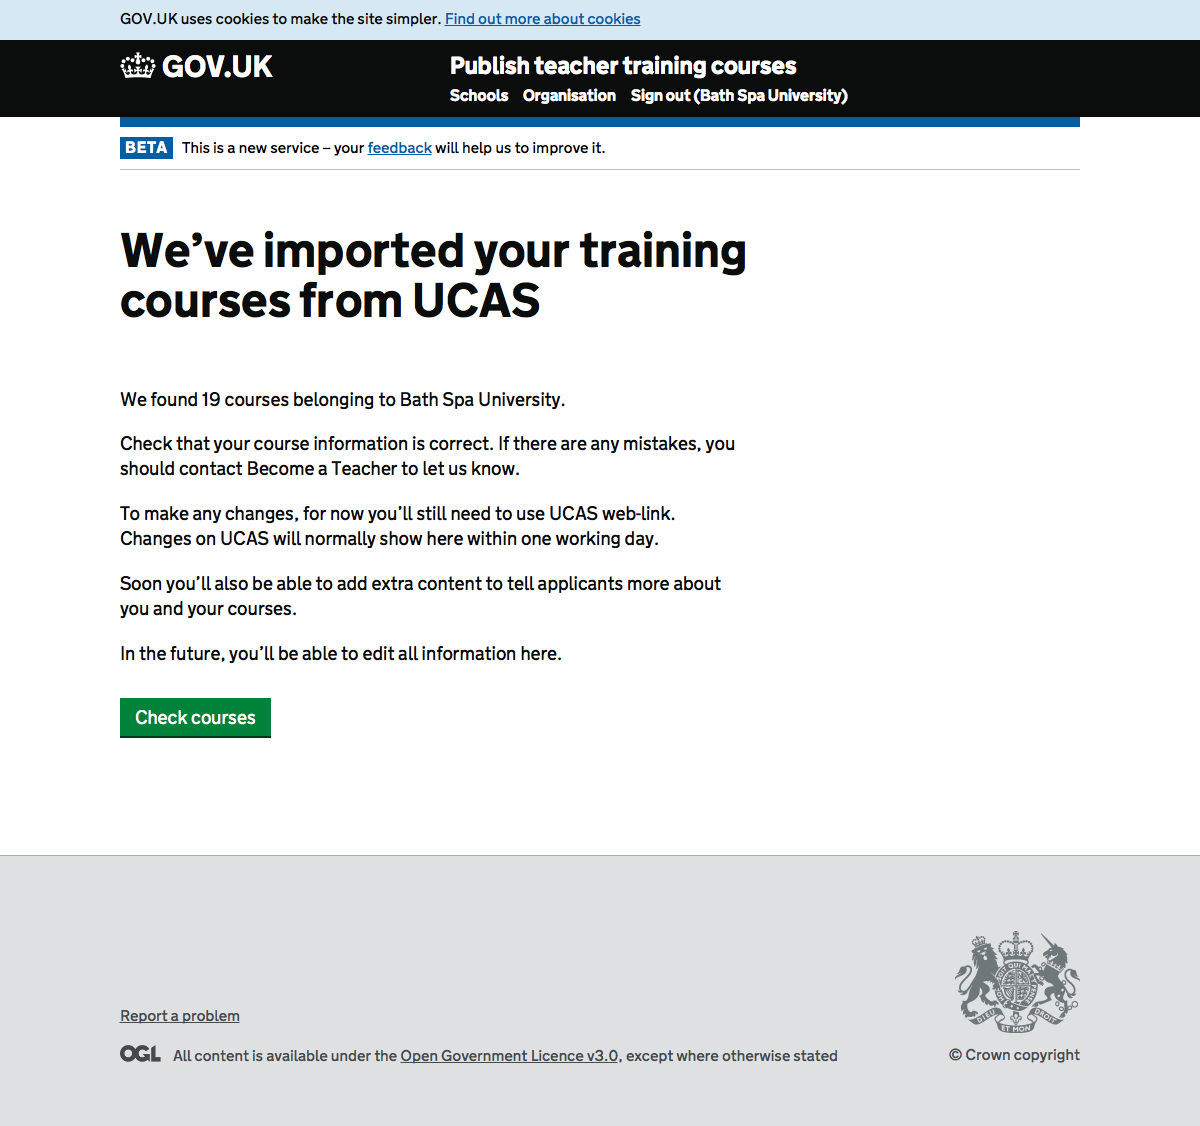 GOV.UK uses cookies to make the site simpler. Find out more about cookies
GOV.UK
Publish teacher training courses
Schools Organisation Sign out (Bath Spa University)
BETA This is a new service – your feedback will help us to improve it.
We’ve imported your training
courses from UCAS
We found 19 courses belonging to Bath Spa University.
Check that your course information is correct. If there are any mistakes, you
should contact Become a Teacher to let us know.
To make any changes, for now you’ll still need to use UCAS web-link.
Changes on UCAS will normally show here within one working day.
Soon you’ll also be able to add extra content to tell applicants more about
you and your courses.
In the future, you’ll be able to edit all information here.
Check courses
DIEU ET MON DROIT
Report a problem
OGL All content is available under the Open Government Licence v3.0, except where otherwise stated
© Crown copyright